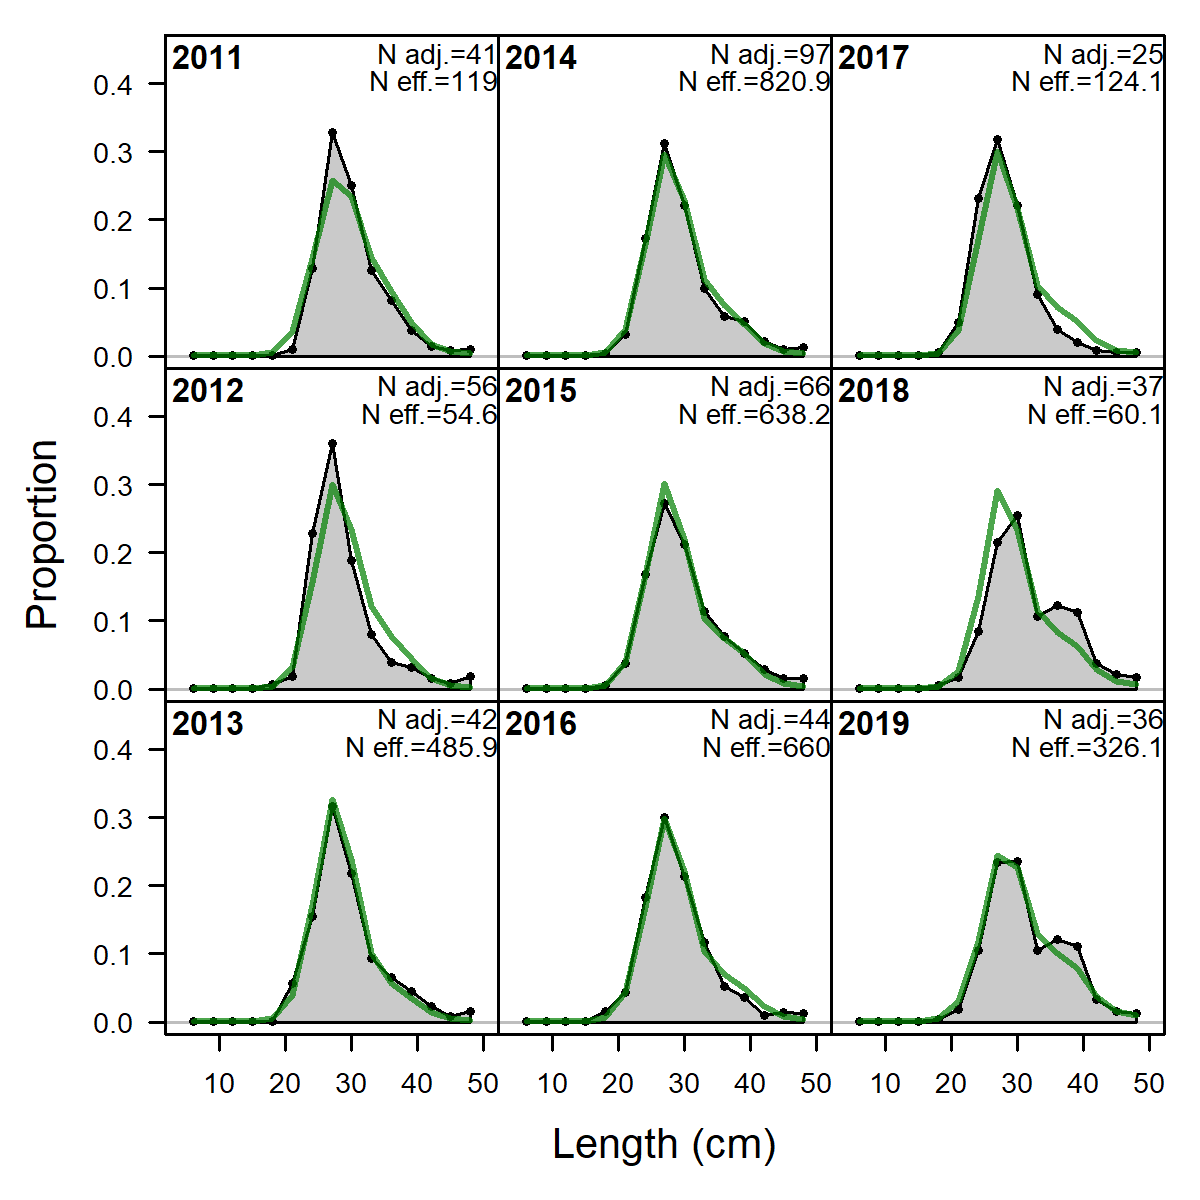 2011
N adj.=41
N eff.=119
2014
N adj.=97
N eff.=820.9
2017
N adj.=25
N eff.=124.1
0.4
0.3
0.2
0.1
0.0
2012
N adj.=56
N eff.=54.6
2015
N adj.=66
N eff.=638.2
2018
N adj.=37
N eff.=60.1
0.4
0.3
0.2
0.1
0.0
2013
N adj.=42
N eff.=485.9
2016
N adj.=44
N eff.=660
2019
N adj.=36
N eff.=326.1
0.4
0.3
0.2
0.1
0.0
10 20 30 40 50
10 20 30 40 50
10 20 30 40 50
Proportion
Length (cm)